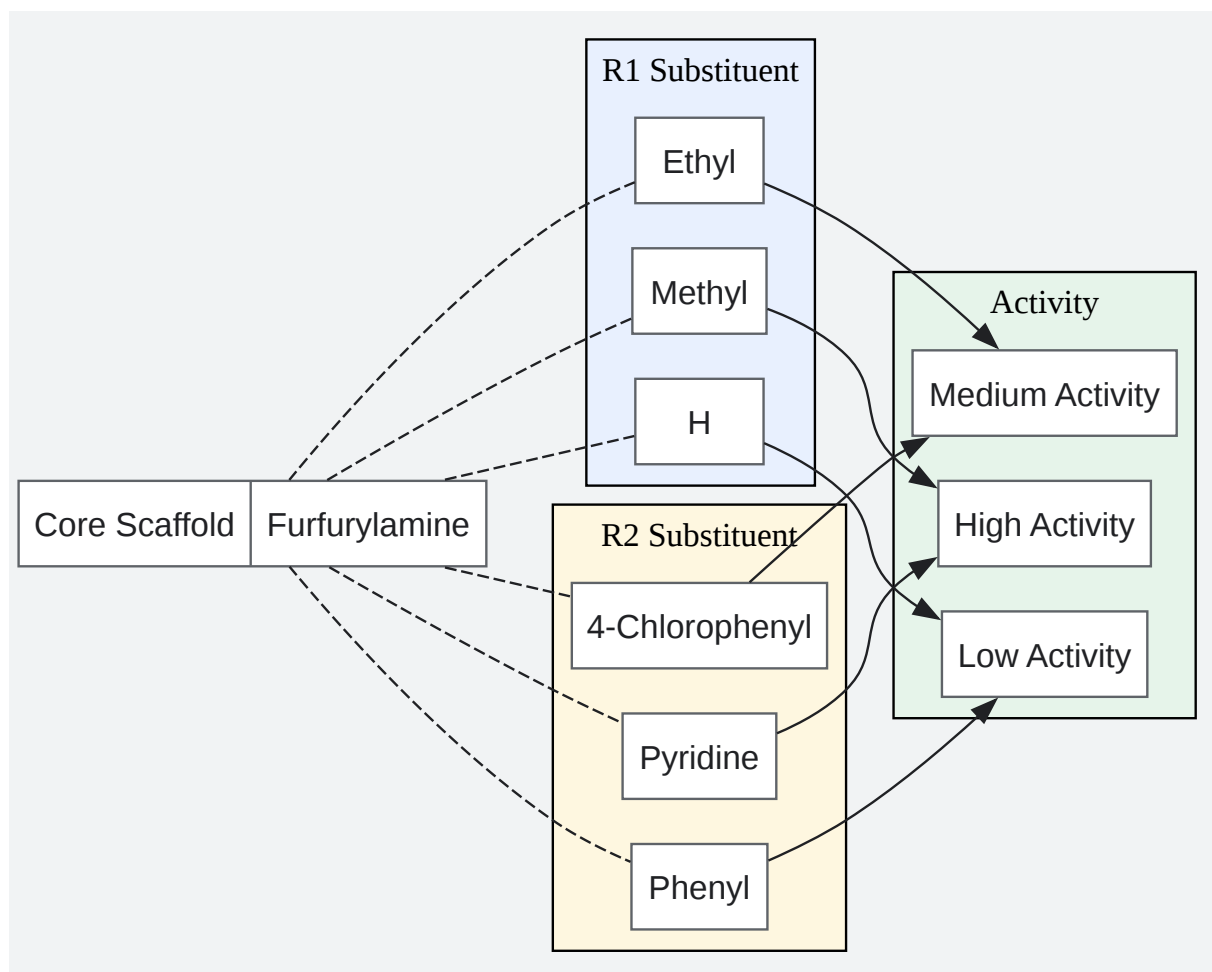 R1 Substituent
Ethyl
Methyl
H
Core Scaffold
Furfurylamine
R2 Substituent
4-Chlorophenyl
Pyridine
Phenyl
Activity
Medium Activity
High Activity
Low Activity